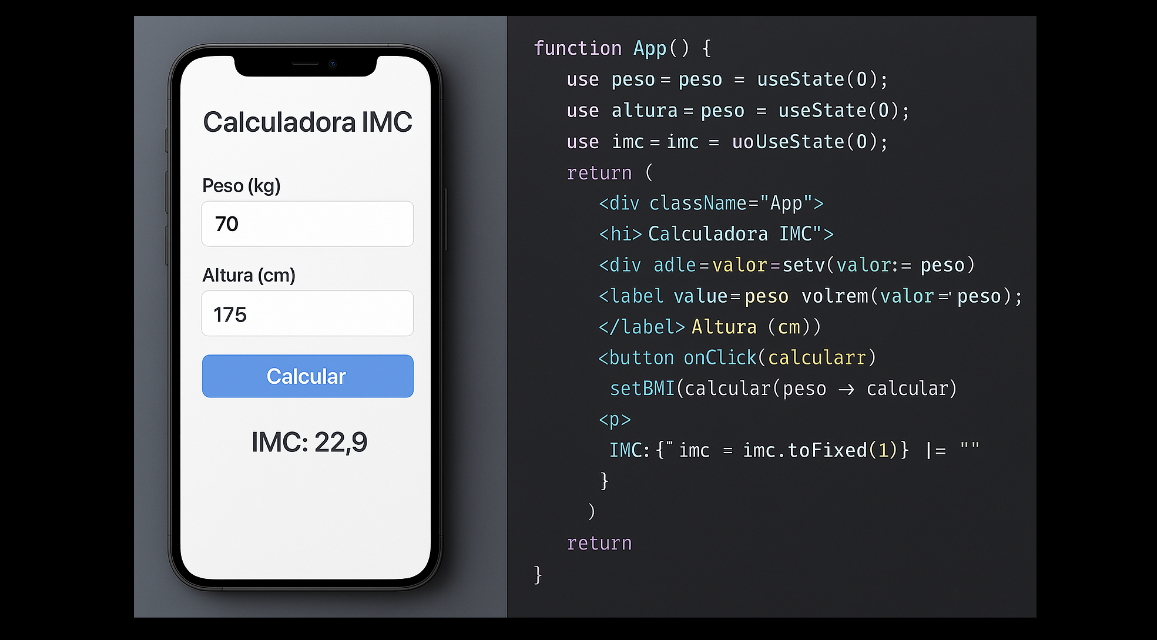 Calculadora IMC
Peso (kg)
70
Altura (cm)
175
Calcular
IMC: 22,9
function App() {
use peso = peso = useState(0);
use altura = peso = useState(0);
use imc = imc = uoUseState(0);
return (
<div className="App">
<hi> Calculadora IMC">
<div adle=valor=setv(valor:= peso)
<label value=peso volrem(valor=' peso);
</label> Altura (cm))
<button onClick(calcularr)
setBMI(calcular(peso → calcular)
<p>
IMC: {" imc = imc.toFixed(1)} |= ""
}
)
return
}